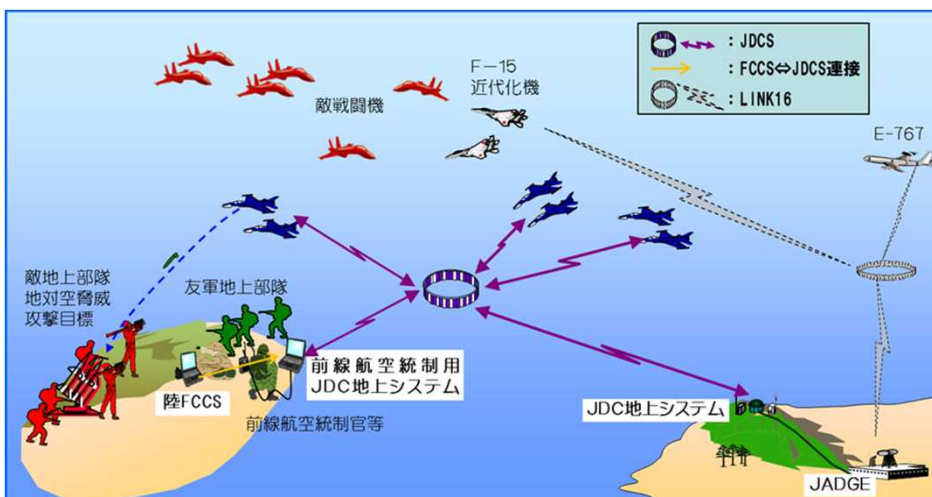 : JDCS
: FCCS⇔JDCS連接
: LINK16
F－15
近代化機
敵戦闘機
E-767
敵地上部隊
地対空脅威
攻撃目標
友軍地上部隊
前線航空統制用
JDC地上システム
陸FCCS
前線航空統制官等
JDC地上システム
JADGE